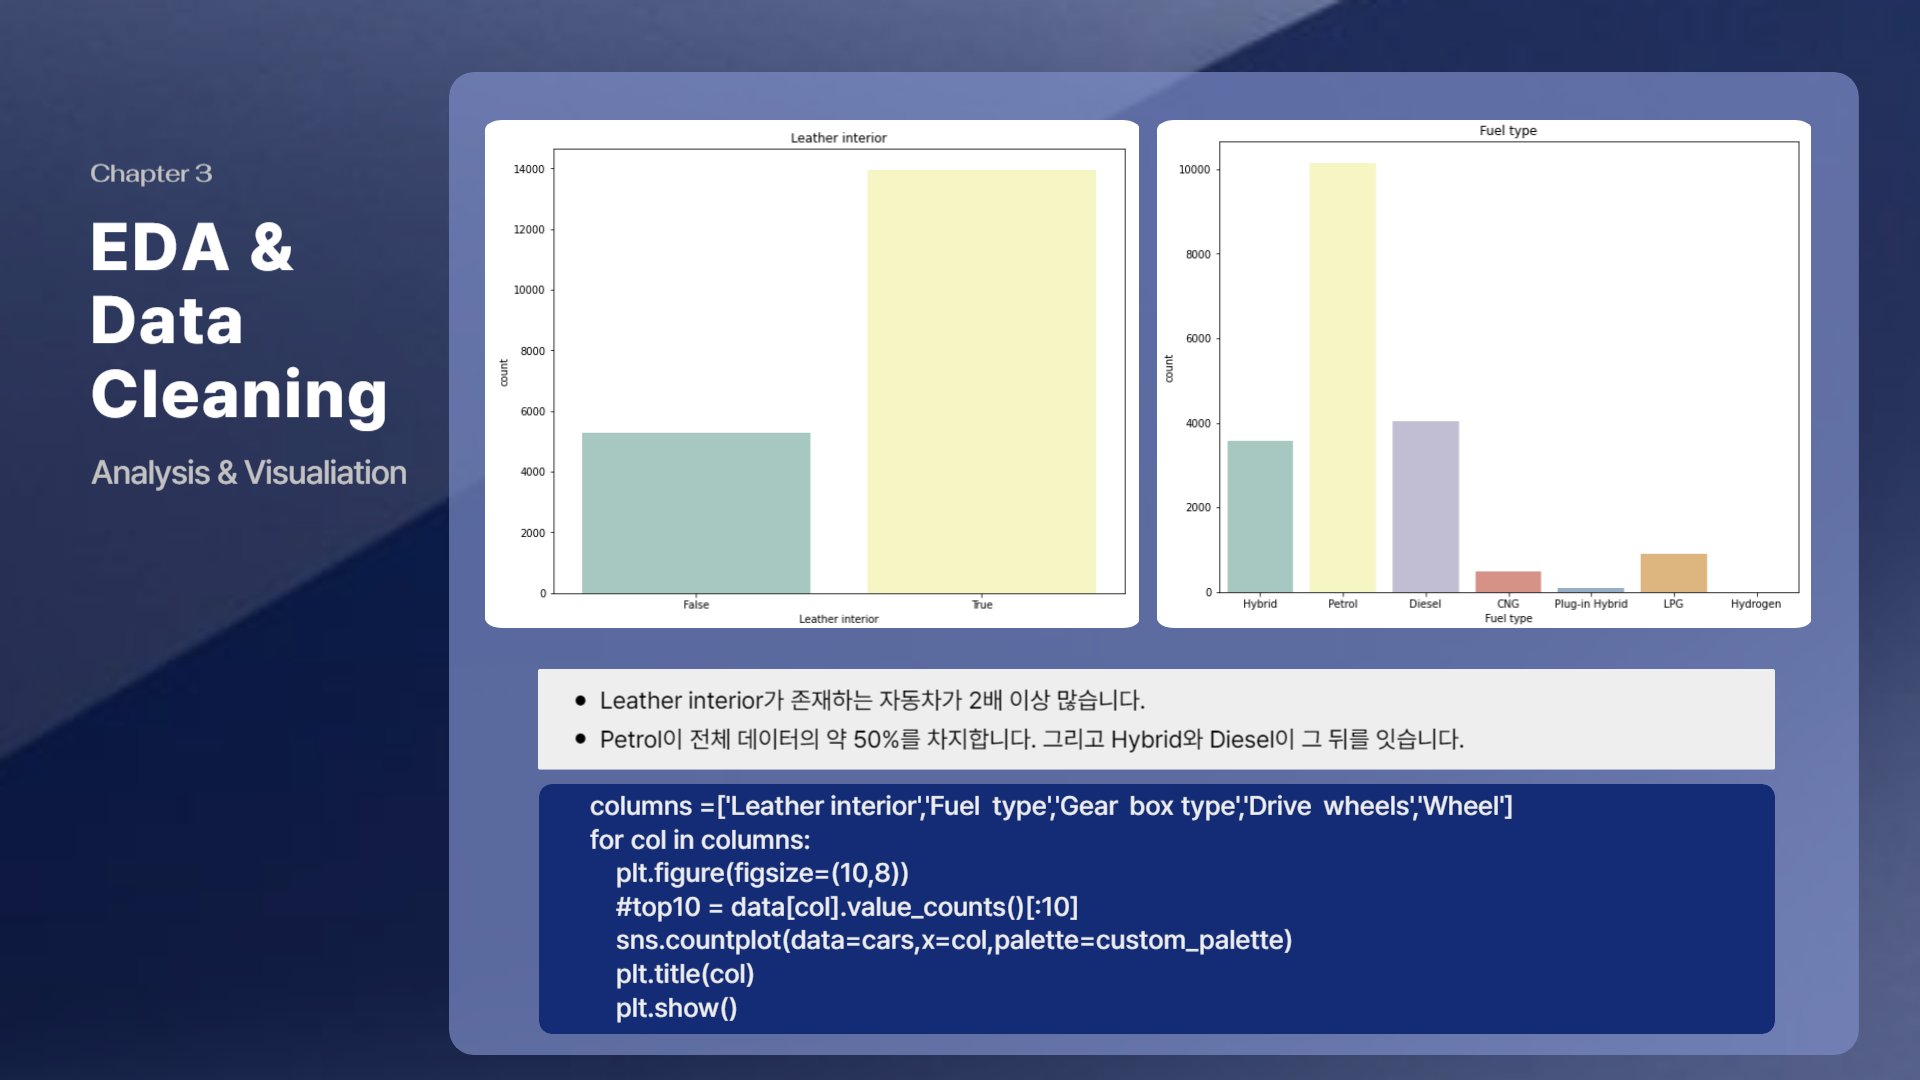 Chapter 3
EDA &
Data
Cleaning
Analysis & Visualiation
Leather interior
14000
12000
10000
8000
6000
4000
2000
0
count
False True
Leather interior
Fuel type
10000
8000
6000
4000
2000
0
count
Hybrid Petrol Diesel CNG Plug-in Hybrid LPG Hydrogen
Fuel type
● Leather interior가 존재하는 자동차가 2배 이상 많습니다.
● Petrol이 전체 데이터의 약 50%를 차지합니다. 그리고 Hybrid와 Diesel이 그 뒤를 잇습니다.
columns =['Leather interior','Fuel type','Gear box type','Drive wheels','Wheel']
for col in columns:
plt.figure(figsize=(10,8))
#top10 = data[col].value_counts()[:10]
sns.countplot(data=cars,x=col,palette=custom_palette)
plt.title(col)
plt.show()